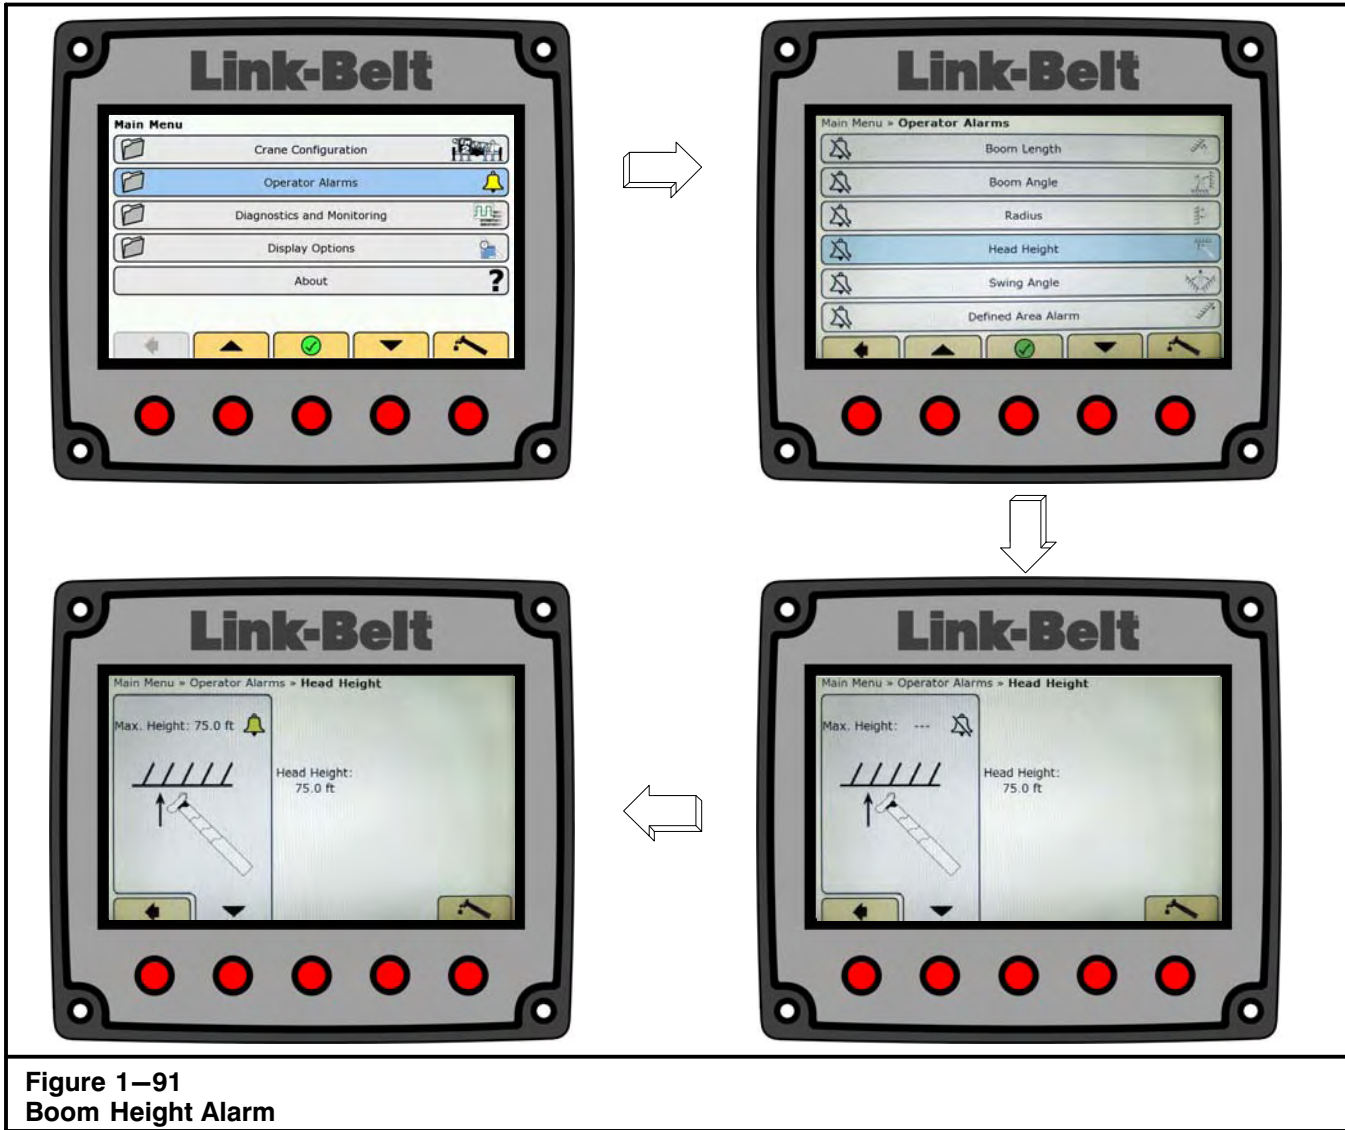 Link-Belt
Main Menu
Crane Configuration
Operator Alarms
Diagnostics and Monitoring
Display Options
About
?
Link-Belt
Main Menu » Operator Alarms
Boom Length
Boom Angle
Radius
Head Height
Swing Angle
Defined Area Alarm
Link-Belt
Main Menu » Operator Alarms » Head Height
Max. Height: 75.0 ft
Head Height:
75.0 ft
Link-Belt
Main Menu » Operator Alarms » Head Height
Max. Height: ---
Head Height:
75.0 ft
Figure 1–91
Boom Height Alarm